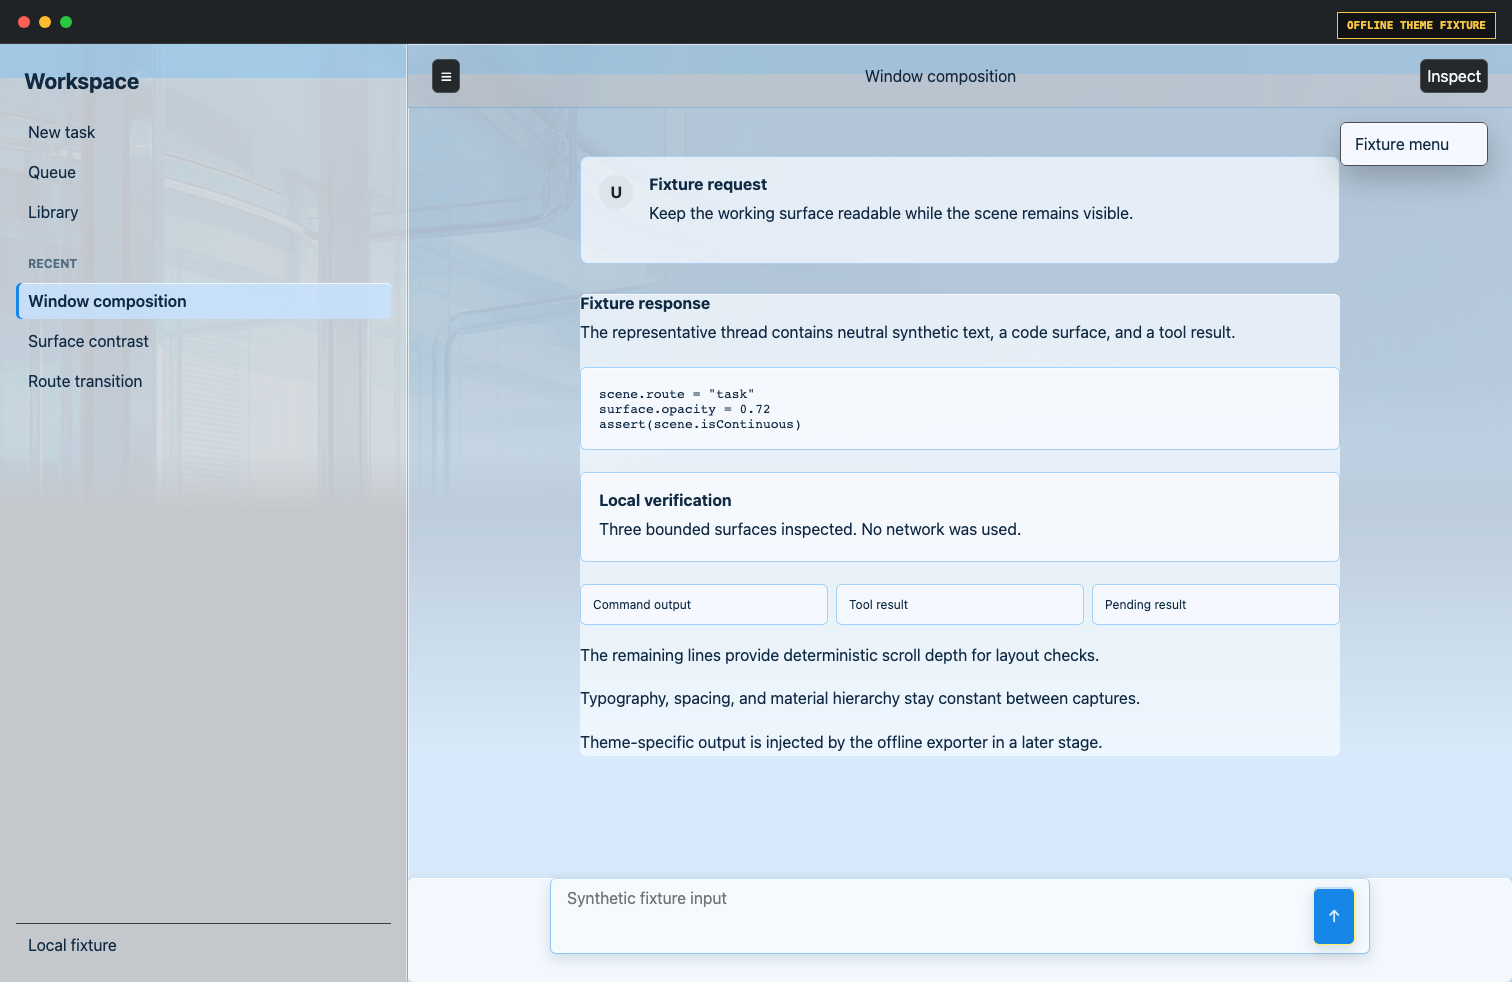 OFFLINE THEME FIXTURE
Workspace
New task
Queue
Library
RECENT
Window composition
Surface contrast
Route transition
Local fixture
Window composition
Inspect
Fixture menu
U
Fixture request
Keep the working surface readable while the scene remains visible.
Fixture response
The representative thread contains neutral synthetic text, a code surface, and a tool result.
scene.route = "task"
surface.opacity = 0.72
assert(scene.isContinuous)
Local verification
Three bounded surfaces inspected. No network was used.
Command output
Tool result
Pending result
The remaining lines provide deterministic scroll depth for layout checks.
Typography, spacing, and material hierarchy stay constant between captures.
Theme-specific output is injected by the offline exporter in a later stage.
Synthetic fixture input